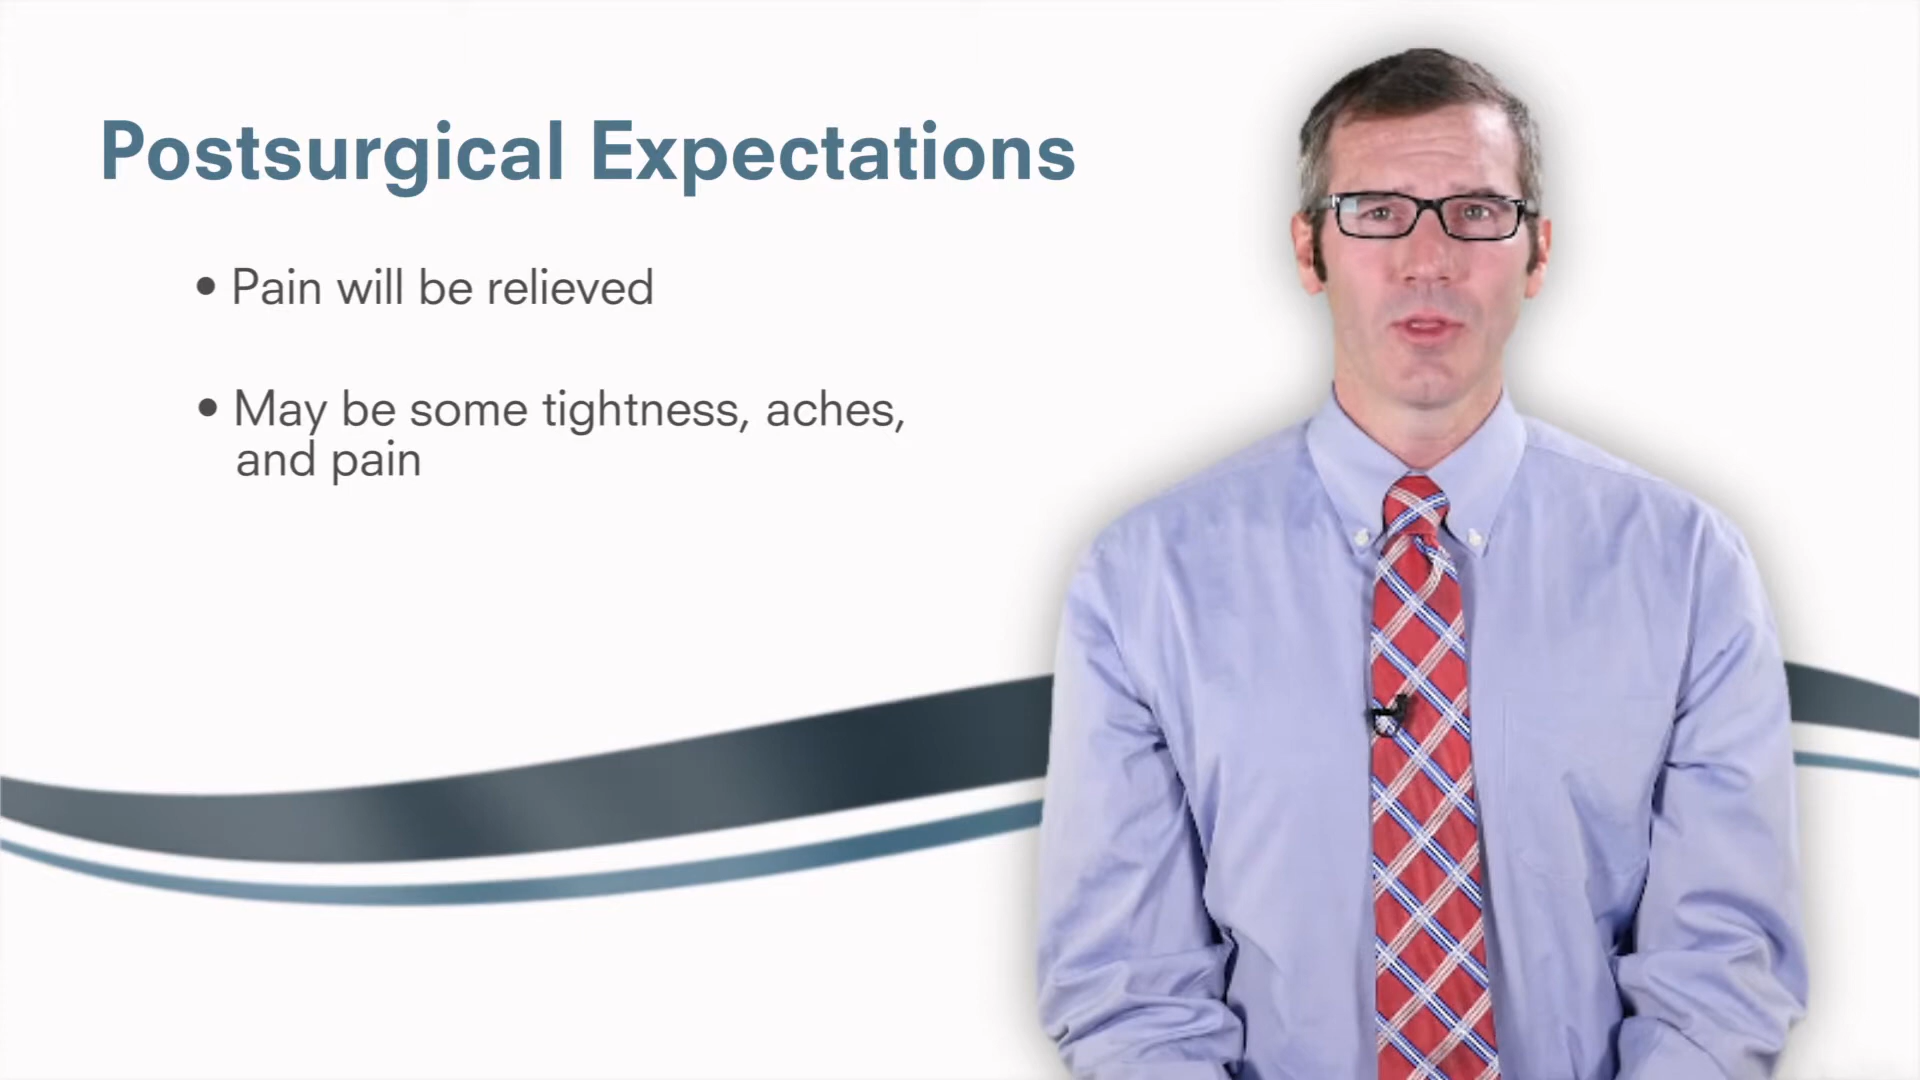 Postsurgical Expectations
• Pain will be relieved
• May be some tightness, aches,
and pain